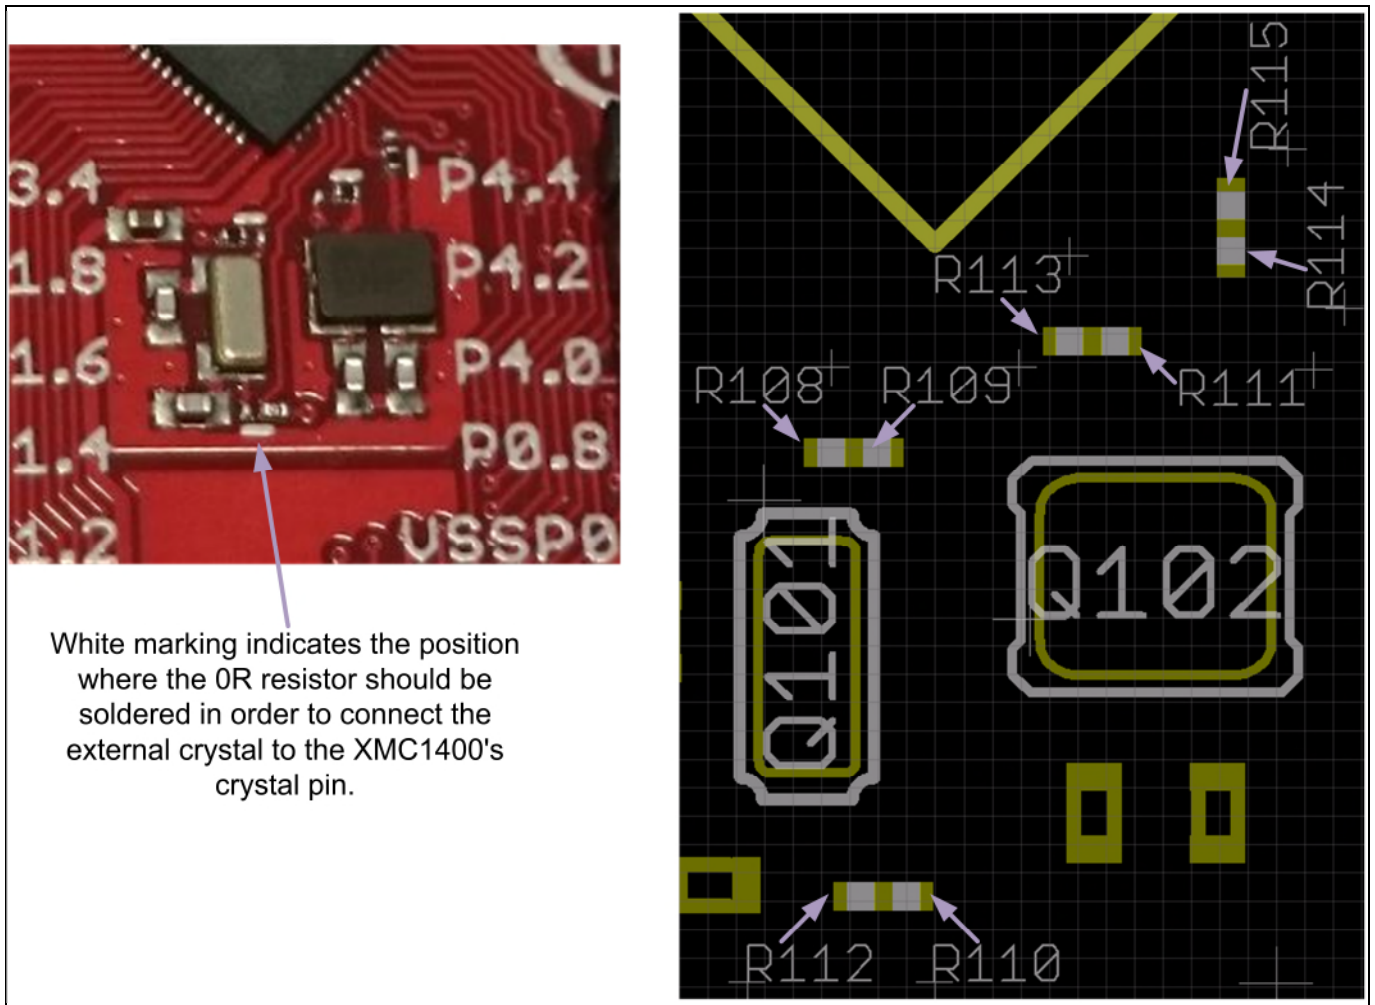 3.4
P4.4
1.8
P4.2
1.6
P4.0
1.4
P0.8
1.2
VSSP0
White marking indicates the position
where the 0R resistor should be
soldered in order to connect the
external crystal to the XMC1400's
crystal pin.
R115
R114
R113
R111
R108
R109
Q101
Q102
R112
R110